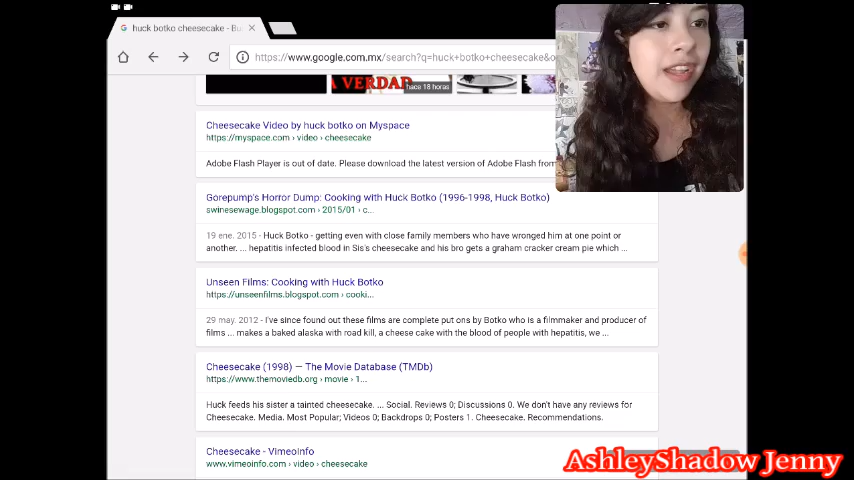 huck botko cheesecake - Bu
https://www.google.com.mx/search?q=huck+botko+cheesecake&o
A VERDAD
hace 18 horas
Cheesecake Video by huck botko on Myspace
https://myspace.com › video › cheesecake
Adobe Flash Player is out of date. Please download the latest version of Adobe Flash from
Gorepump's Horror Dump: Cooking with Huck Botko (1996-1998, Huck Botko)
swinesewage.blogspot.com › 2015/01 › c...
19 ene. 2015 - Huck Botko - getting even with close family members who have wronged him at one point or
another. ... hepatitis infected blood in Sis's cheesecake and his bro gets a graham cracker cream pie which ...
Unseen Films: Cooking with Huck Botko
https://unseenfilms.blogspot.com › cooki...
29 may. 2012 - I've since found out these films are complete put ons by Botko who is a filmmaker and producer of
films ... makes a baked alaska with road kill, a cheese cake with the blood of people with hepatitis, we ...
Cheesecake (1998) — The Movie Database (TMDb)
https://www.themoviedb.org › movie › 1...
Huck feeds his sister a tainted cheesecake. ... Social. Reviews 0; Discussions 0. We don't have any reviews for
Cheesecake. Media. Most Popular; Videos 0; Backdrops 0; Posters 1. Cheesecake. Recommendations.
Cheesecake - VimeoInfo
www.vimeoinfo.com › video › cheesecake
AshleyShadow Jenny